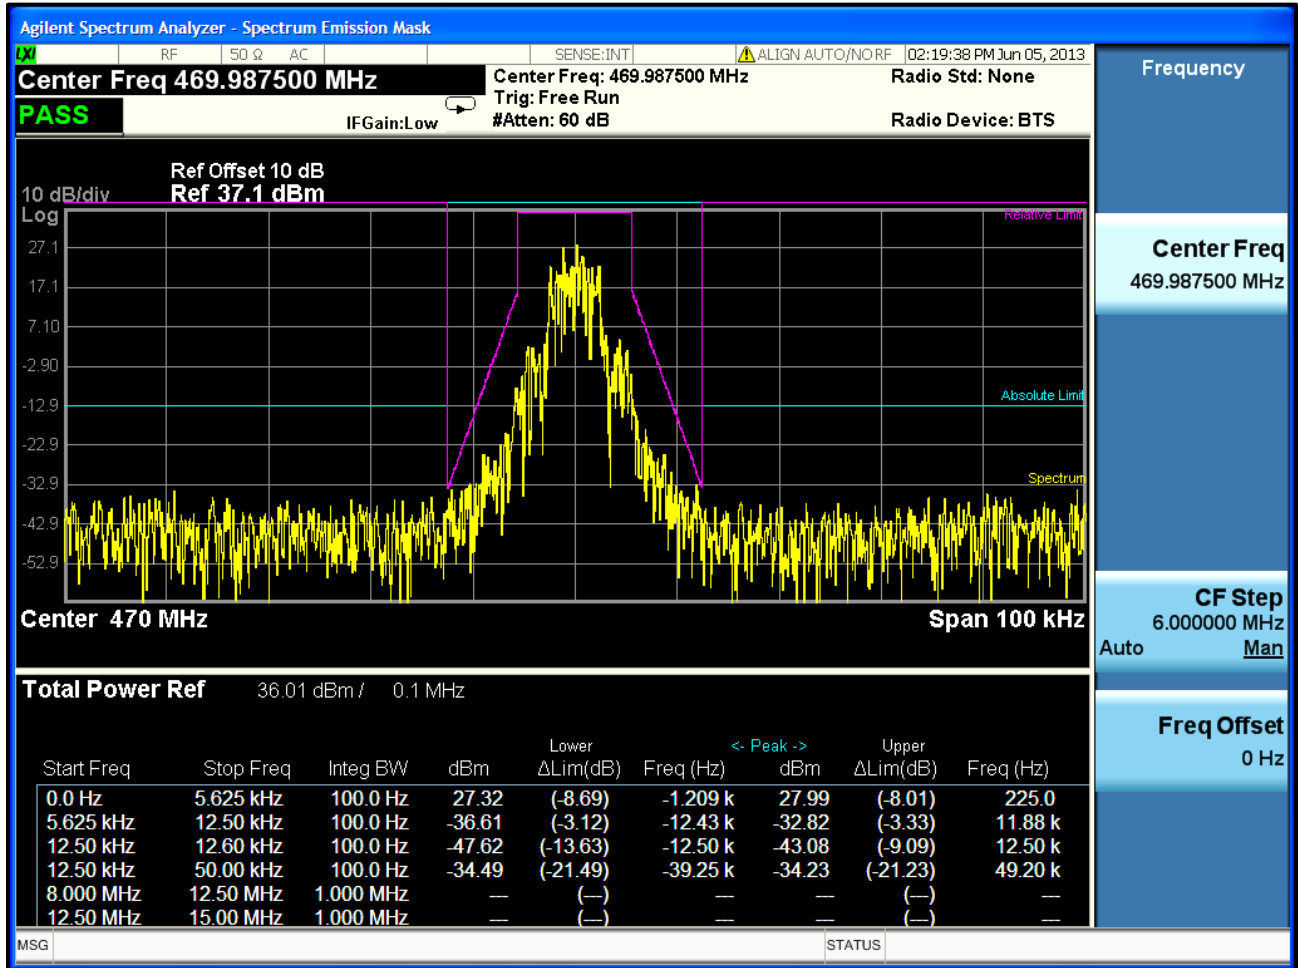 Agilent Spectrum Analyzer - Spectrum Emission Mask
LXI RF 50 Ω AC SENSE:INT ALIGN AUTO/NO RF 02:19:38 PM Jun 05, 2013
Center Freq 469.987500 MHz Center Freq: 469.987500 MHz Radio Std: None
Trig: Free Run
PASS IFGain:Low #Atten: 60 dB Radio Device: BTS
Ref Offset 10 dB
10 dB/div Ref 37.1 dBm
Log
Relative Limit
27.1
17.1
7.10
-2.90
Absolute Limit
-12.9
-22.9
-32.9
Spectrum
-42.9
-52.9
Center 470 MHz Span 100 kHz
Total Power Ref 36.01 dBm / 0.1 MHz
Lower <- Peak -> Upper
Start Freq Stop Freq Integ BW dBm ΔLim(dB) Freq (Hz) dBm ΔLim(dB) Freq (Hz)
0.0 Hz 5.625 kHz 100.0 Hz 27.32 (-8.69) -1.209 k 27.99 (-8.01) 225.0
5.625 kHz 12.50 kHz 100.0 Hz -36.61 (-3.12) -12.43 k -32.82 (-3.33) 11.88 k
12.50 kHz 12.60 kHz 100.0 Hz -47.62 (-13.63) -12.50 k -43.08 (-9.09) 12.50 k
12.50 kHz 50.00 kHz 100.0 Hz -34.49 (-21.49) -39.25 k -34.23 (-21.23) 49.20 k
8.000 MHz 12.50 MHz 1.000 MHz --- (---) --- --- (---) ---
12.50 MHz 15.00 MHz 1.000 MHz --- (---) --- --- (---) ---
MSG STATUS
Frequency
Center Freq
469.987500 MHz
CF Step
6.000000 MHz
Auto Man
Freq Offset
0 Hz